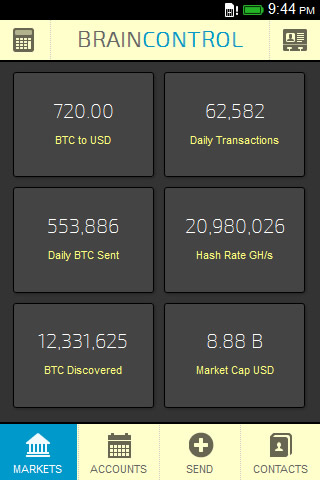 9:44 PM
BRAINCONTROL
720.00
BTC to USD
62,582
Daily Transactions
553,886
Daily BTC Sent
20,980,026
Hash Rate GH/s
12,331,625
BTC Discovered
8.88 B
Market Cap USD
MARKETS
ACCOUNTS
SEND
CONTACTS